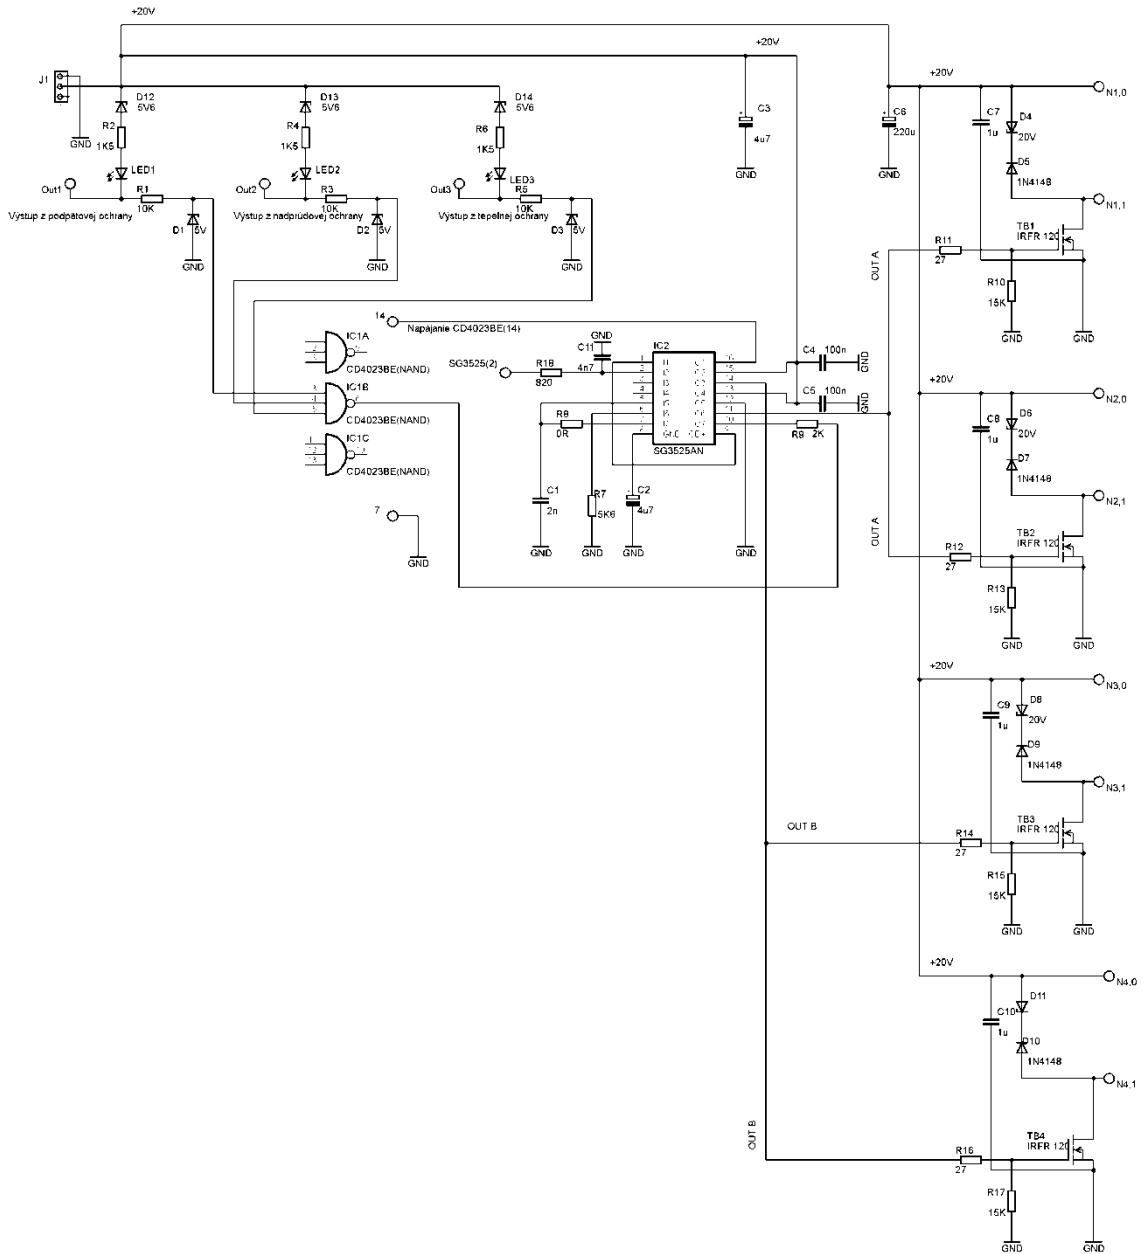 +20V
+20V
+20V
J1
D12
5V6
D13
5V6
D14
5V6
R2
1K5
R4
1K5
R6
1K5
GND
LED1
LED2
LED3
Out1
R1
10K
Out2
R3
10K
Out3
R5
10K
Výstup z podpäťovej ochrany
Výstup z nadprúdovej ochrany
Výstup z tepelnej ochrany
D1
5V
D2
5V
D3
5V
GND
GND
GND
C3
4u7
GND
C6
220u
GND
C7
1u
D4
20V
D5
1N4148
N1,0
N1,1
TB1
IRFR 120
R11
27
R10
15K
GND
GND
OUT A
14
Napájanie CD4023BE(14)
IC1A
CD4023BE(NAND)
IC1B
CD4023BE(NAND)
IC1C
CD4023BE(NAND)
7
GND
SG3525(2)
R18
820
GND
C11
4n7
IC2
SG3525AN
C4
100n
GND
C5
100n
GND
R8
0R
R9
2K
C1
2n
GND
R7
5K6
GND
C2
4u7
GND
GND
+20V
N2,0
C8
1u
D6
20V
D7
1N4148
N2,1
OUT A
TB2
IRFR 120
R12
27
R13
15K
GND
GND
+20V
N3,0
C9
1u
D8
20V
D9
1N4148
N3,1
OUT B
TB3
IRFR 120
R14
27
R15
15K
GND
GND
+20V
N4,0
C10
1u
D11
D10
1N4148
N4,1
OUT B
TB4
IRFR 120
R16
27
R17
15K
GND
GND